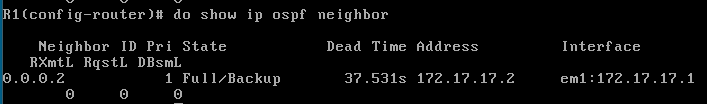 R1(config-router)# do show ip ospf neighbor
Neighbor ID Pri State Dead Time Address Interface
RXmtL RqstL DBsmL
0.0.0.2 1 Full/Backup 37.531s 172.17.17.2 em1:172.17.17.1
0 0 0